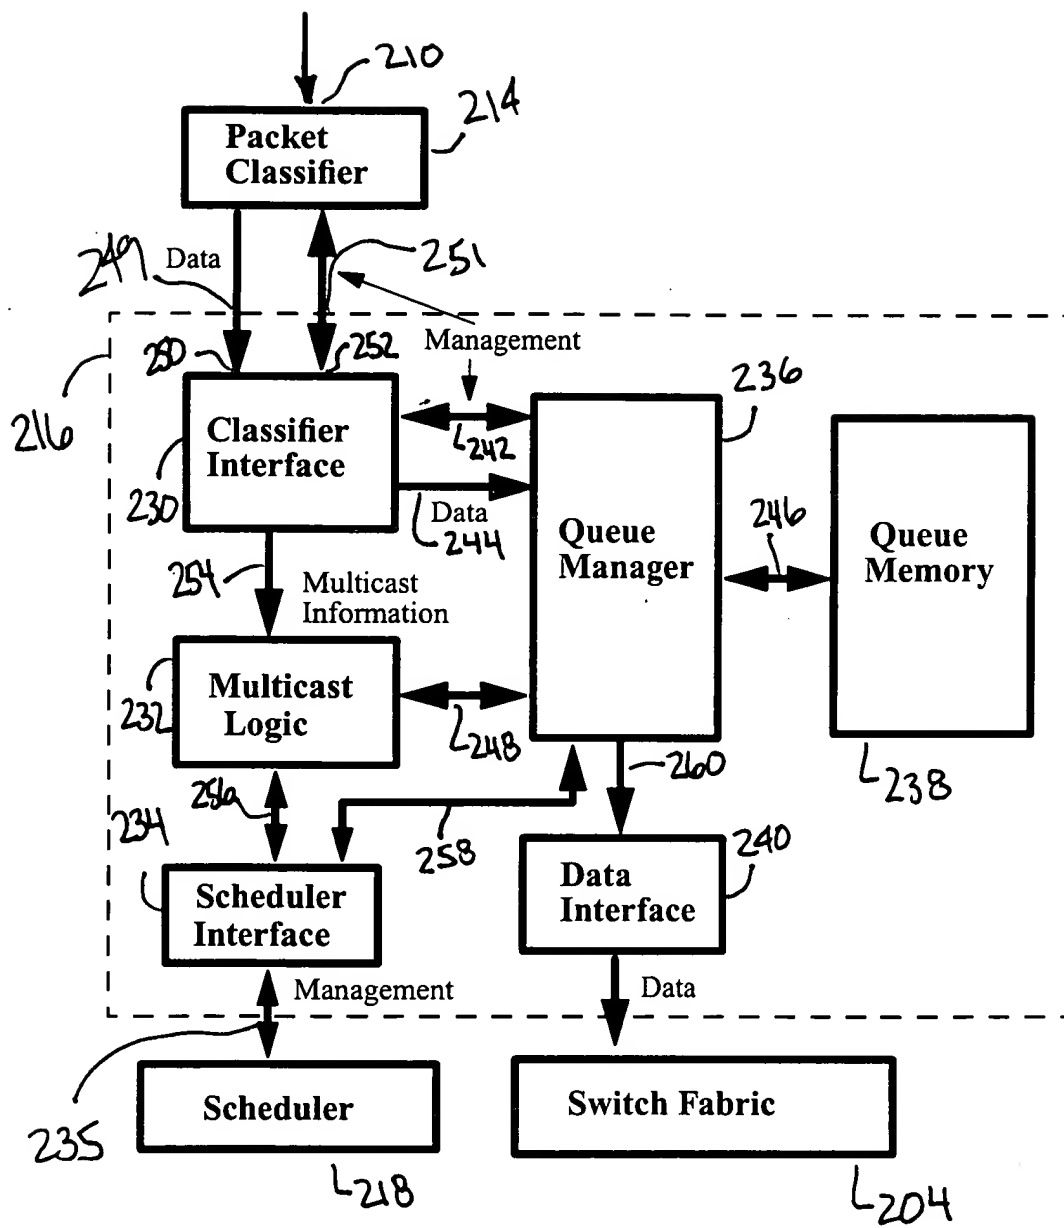 210
214
Packet
Classifier
249
Data
251
Management
250
252
216
236
Classifier
Interface
242
230
Data
244
Queue
Manager
246
Queue
Memory
254
Multicast
Information
232
Multicast
Logic
248
260
238
256
234
258
240
Scheduler
Interface
Data
Interface
Management
Data
235
Scheduler
Switch Fabric
218
204